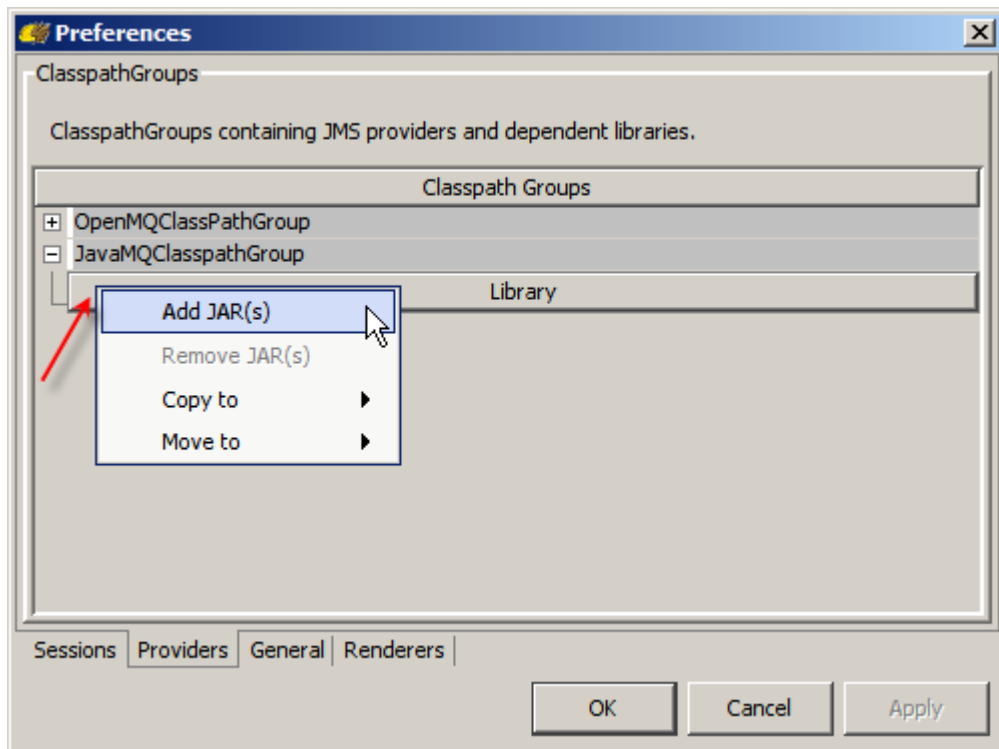 Preferences
ClasspathGroups
ClasspathGroups containing JMS providers and dependent libraries.
Classpath Groups
OpenMQClassPathGroup
JavaMQClasspathGroup
Library
Add JAR(s)
Remove JAR(s)
Copy to
Move to
Sessions Providers General Renderers
OK Cancel Apply